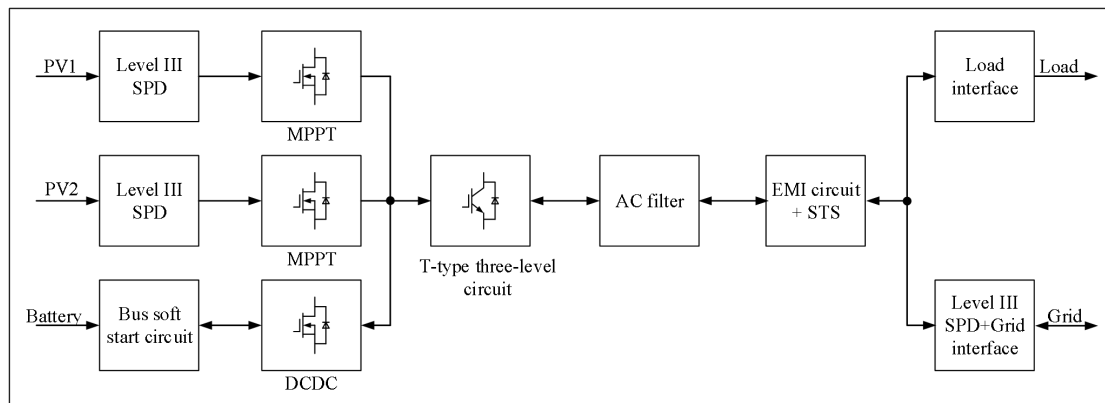 PV1
Level III
SPD
MPPT
PV2
Level III
SPD
MPPT
Battery
Bus soft
start circuit
DCDC
T-type three-level
circuit
AC filter
EMI circuit
+ STS
Load
interface
Load
Level III
SPD+Grid
interface
Grid